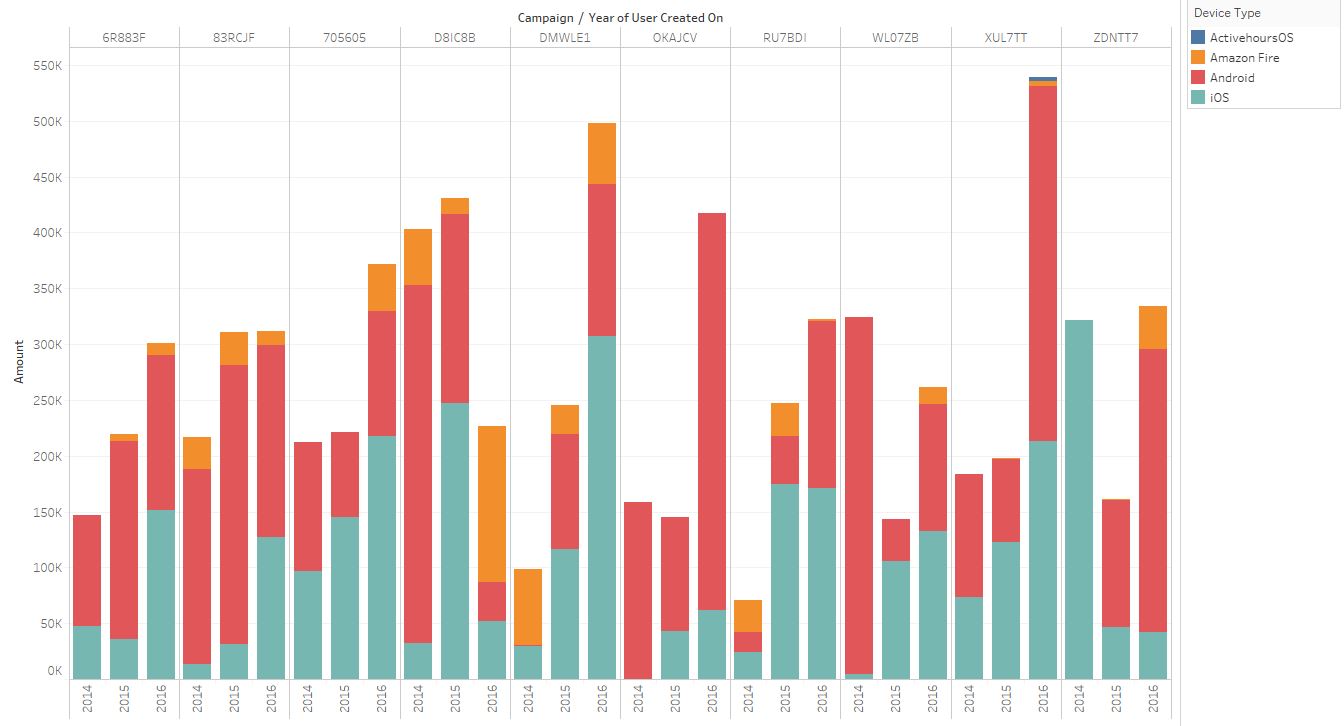 Campaign / Year of User Created On
6R883F 83RCJF 705605 D8IC8B DMWLE1 OKAJCV RU7BDI WL07ZB XUL7TT ZDNTT7
550K
500K
450K
400K
350K
300K
250K
200K
150K
100K
50K
0K
Amount
2014 2015 2016 2014 2015 2016 2014 2015 2016 2014 2015 2016 2014 2015 2016 2014 2015 2016 2014 2015 2016 2014 2015 2016 2014 2015 2016 2014 2015 2016
Device Type
ActivehoursOS
Amazon Fire
Android
iOS